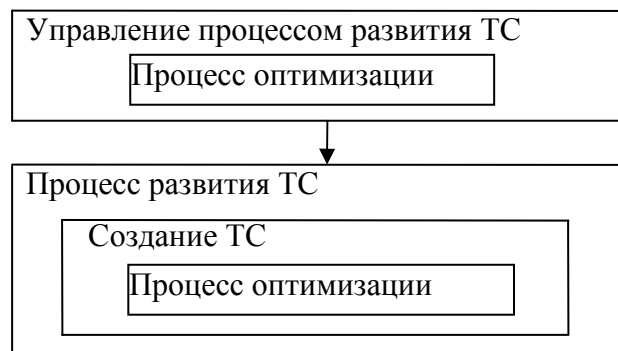 Управление процессом развития ТС
Процесс оптимизации
Процесс развития ТС
Создание ТС
Процесс оптимизации